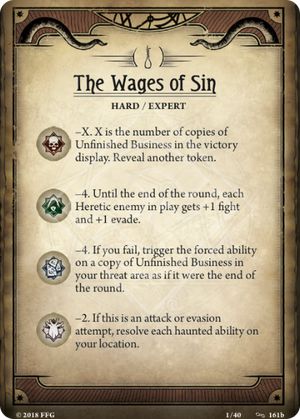 The Wages of Sin
HARD / EXPERT
–X. X is the number of copies of
Unfinished Business in the victory
display. Reveal another token.
–4. Until the end of the round, each
Heretic enemy in play gets +1 fight
and +1 evade.
–4. If you fail, trigger the forced ability
on a copy of Unfinished Business in
your threat area as if it were the end of
the round.
–2. If this is an attack or evasion
attempt, resolve each haunted ability on
your location.
© 2018 FFG 1/40 161b